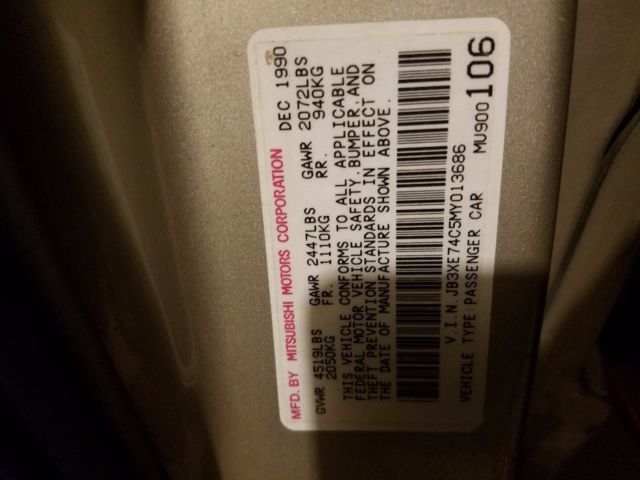 MFD. BY MITSUBISHI MOTORS CORPORATION DEC 1990
GVWR 4519LBS GAWR 2447LBS GAWR 2072LBS
2050KG FR. 1110KG RR. 940KG
THIS VEHICLE CONFORMS TO ALL APPLICABLE
FEDERAL MOTOR VEHICLE SAFETY, BUMPER, AND
THEFT PREVENTION STANDARDS IN EFFECT ON
THE DATE OF MANUFACTURE SHOWN ABOVE.
V.I.N. JB3XE74C5MY013686
VEHICLE TYPE: PASSENGER CAR MU900106